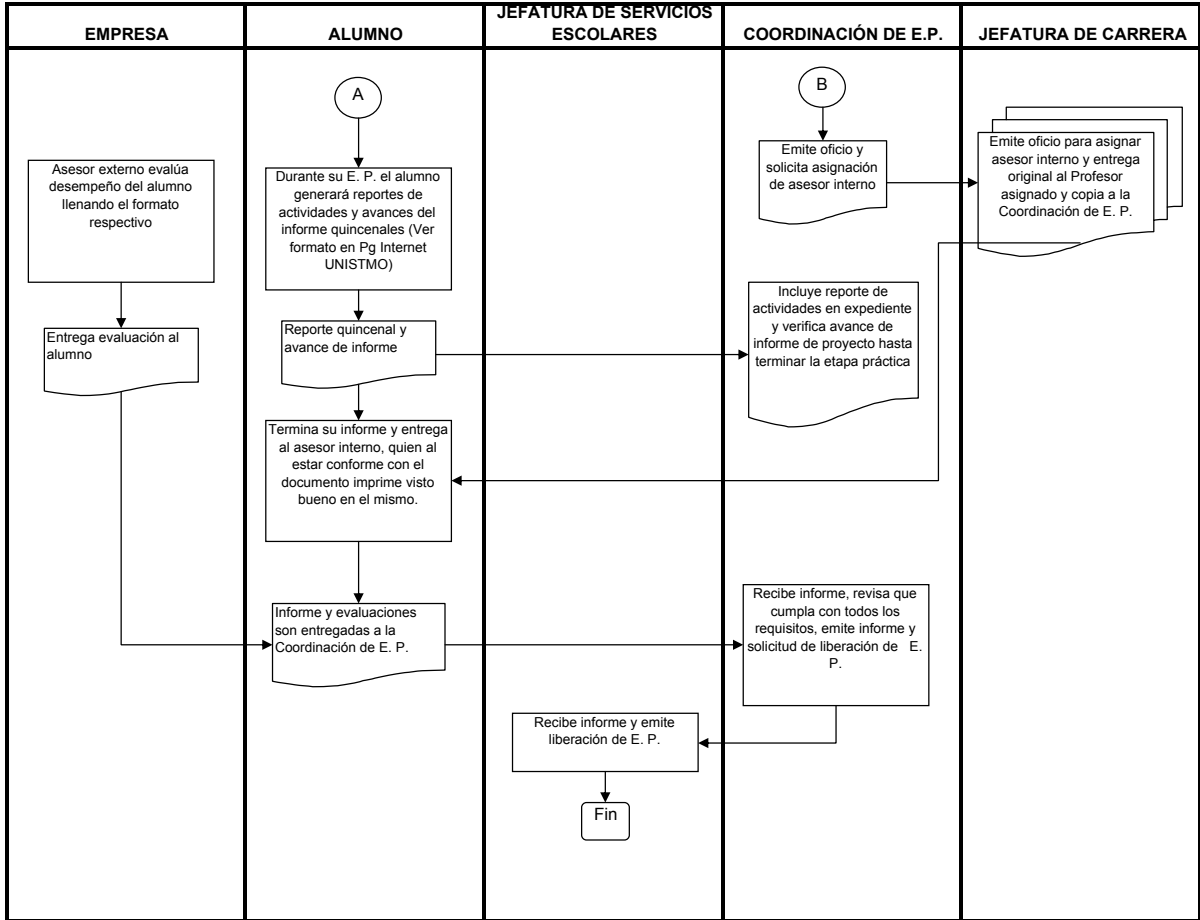 EMPRESA
ALUMNO
JEFATURA DE SERVICIOS
ESCOLARES
COORDINACIÓN DE E.P.
JEFATURA DE CARRERA
A
B
Asesor externo evalúa
desempeño del alumno
llenando el formato
respectivo
Durante su E. P. el alumno
generará reportes de
actividades y avances del
informe quincenales (Ver
formato en Pg Internet
UNISTMO)
Emite oficio y
solicita asignación
de asesor interno
Emite oficio para asignar
asesor interno y entrega
original al Profesor
asignado y copia a la
Coordinación de E. P.
Entrega evaluación al
alumno
Reporte quincenal y
avance de informe
Incluye reporte de
actividades en expediente
y verifica avance de
informe de proyecto hasta
terminar la etapa práctica
Termina su informe y entrega
al asesor interno, quien al
estar conforme con el
documento imprime visto
bueno en el mismo.
Informe y evaluaciones
son entregadas a la
Coordinación de E. P.
Recibe informe, revisa que
cumpla con todos los
requisitos, emite informe y
solicitud de liberación de E.
P.
Recibe informe y emite
liberación de E. P.
Fin